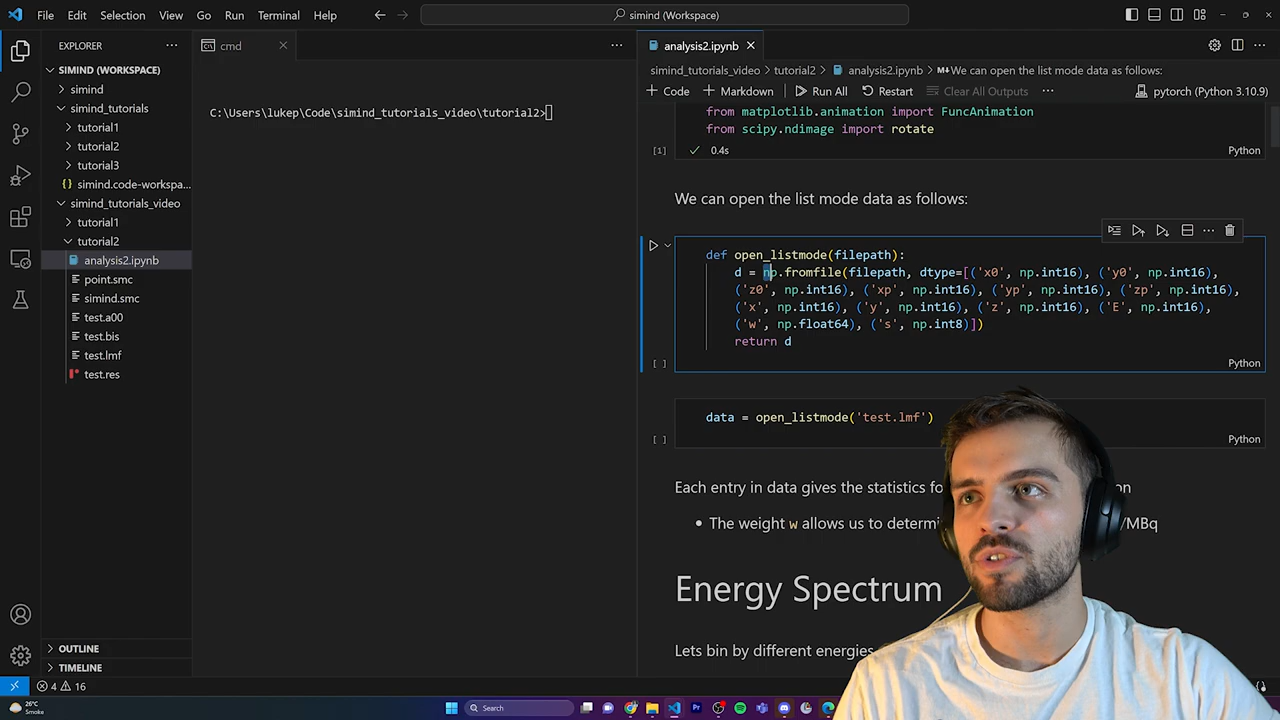 File Edit Selection View Go Run Terminal Help
simind (Workspace)
EXPLORER
SIMIND (WORKSPACE)
simind
simind_tutorials
tutorial1
tutorial2
tutorial3
simind.code-workspa...
simind_tutorials_video
tutorial1
tutorial2
analysis2.ipynb
point.smc
simind.smc
test.a00
test.bis
test.lmf
test.res
OUTLINE
TIMELINE
cmd
C:\Users\lukep\Code\simind_tutorials_video\tutorial2>
analysis2.ipynb
simind_tutorials_video > tutorial2 > analysis2.ipynb > We can open the list mode data as follows:
+ Code + Markdown Run All Restart Clear All Outputs ... pytorch (Python 3.10.9)
from matplotlib.animation import FuncAnimation
from scipy.ndimage import rotate
[1] 0.4s Python
We can open the list mode data as follows:
def open_listmode(filepath):
d = np.fromfile(filepath, dtype=[('x0', np.int16), ('y0', np.int16),
('z0', np.int16), ('xp', np.int16), ('yp', np.int16), ('zp', np.int16),
('x', np.int16), ('y', np.int16), ('z', np.int16), ('E', np.int16),
('w', np.float64), ('s', np.int8)])
return d
[ ] Python
data = open_listmode('test.lmf')
[ ] Python
Each entry in data gives the statistics fo on
• The weight w allows us to determi /MBq
Energy Spectrum
Lets bin by different energies
4 16
26°C
Smoke
Search